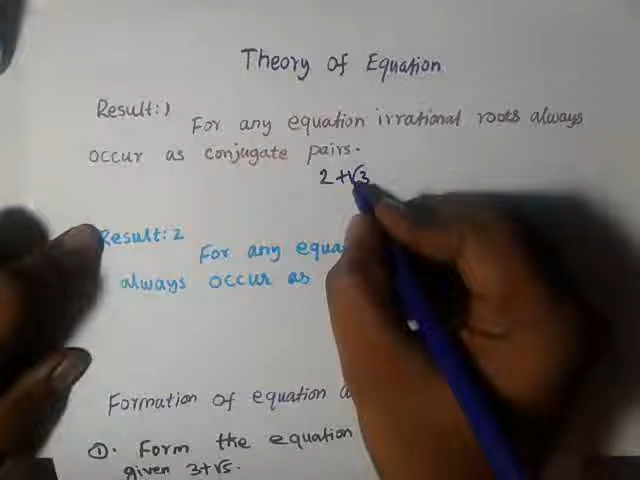 Theory of Equation
Result:1
For any equation irrational roots always
occur as conjugate pairs.
2+√3
Result: 2
For any equa
always occur as
Formation of equation
①. Form the equation
given 3+√5.